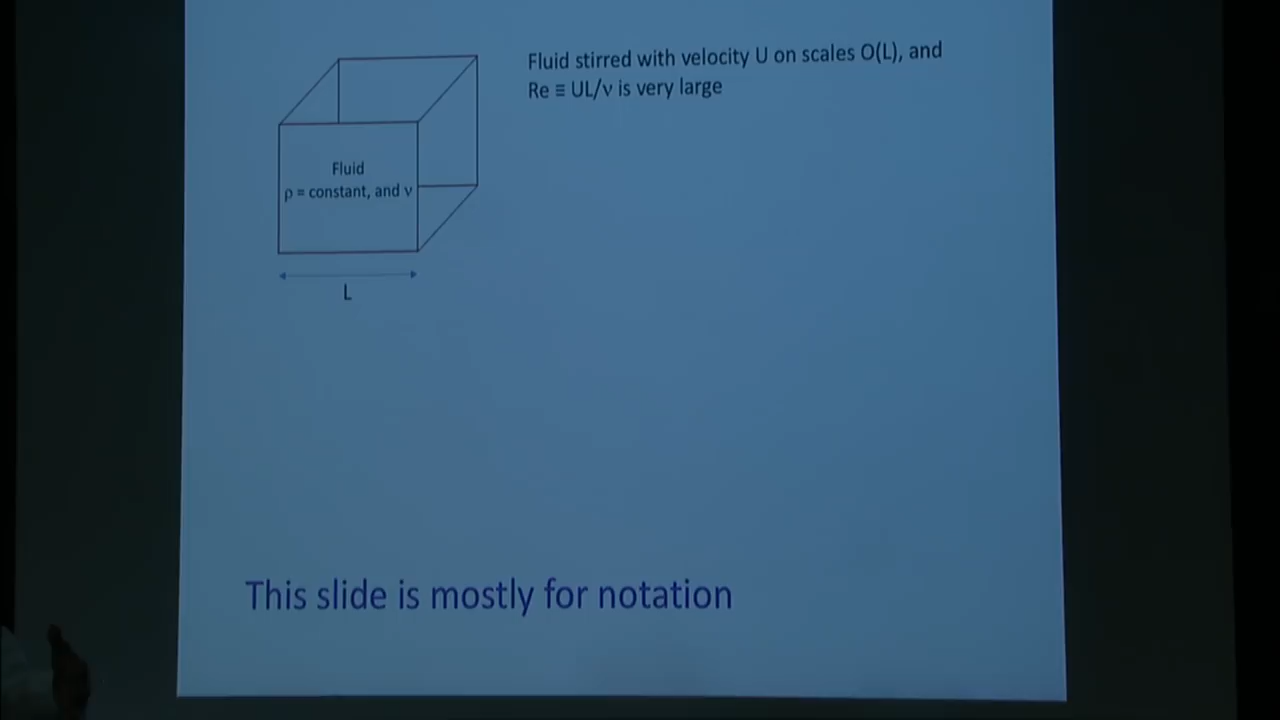 Fluid stirred with velocity U on scales O(L), and
Re ≡ UL/ν is very large
Fluid
ρ = constant, and ν
L
This slide is mostly for notation